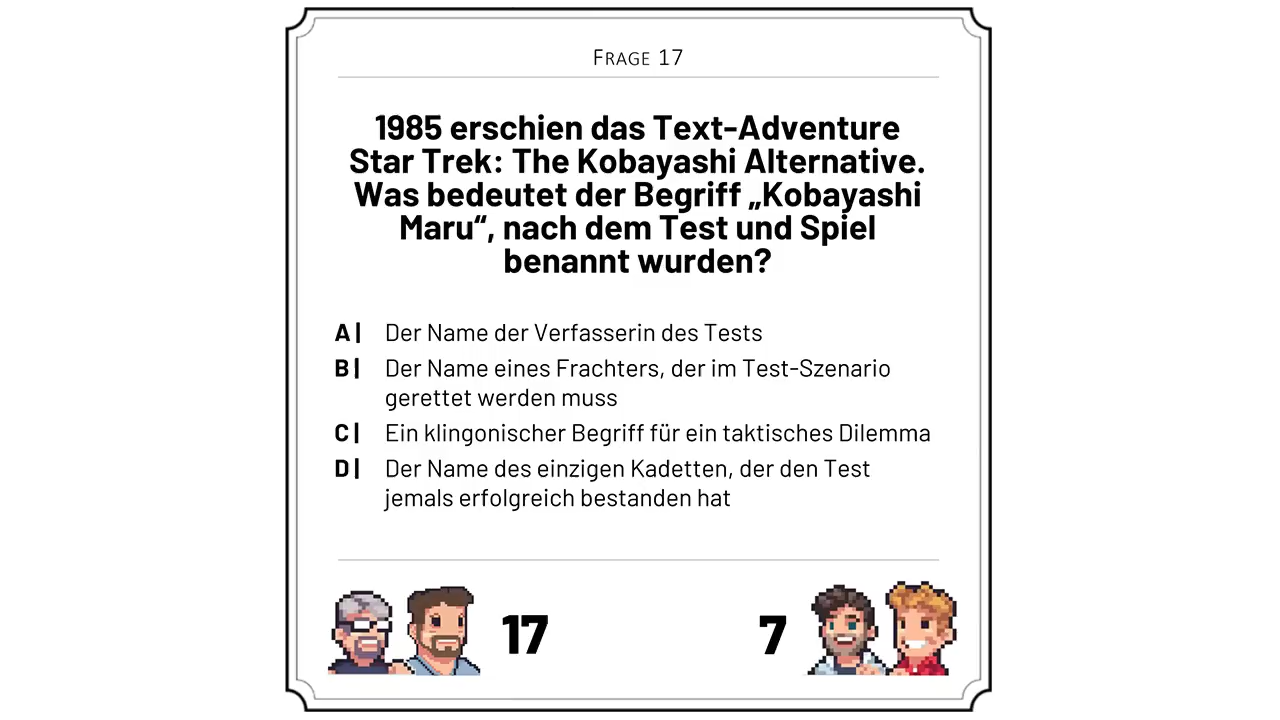 Frage 17
1985 erschien das Text-Adventure
Star Trek: The Kobayashi Alternative.
Was bedeutet der Begriff „Kobayashi
Maru“, nach dem Test und Spiel
benannt wurden?
A| Der Name der Verfasserin des Tests
B| Der Name eines Frachters, der im Test-Szenario
gerettet werden muss
C| Ein klingonischer Begriff für ein taktisches Dilemma
D| Der Name des einzigen Kadetten, der den Test
jemals erfolgreich bestanden hat
17
7